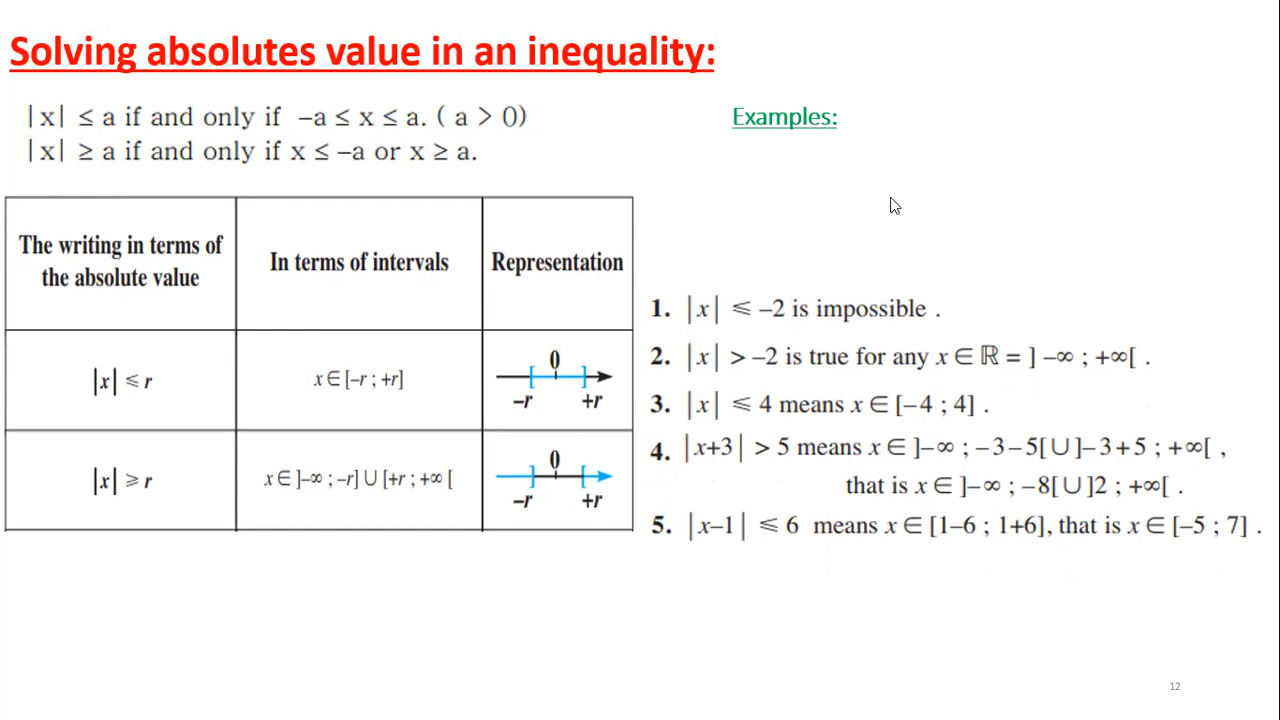 Solving absolutes value in an inequality:
|x| ≤ a if and only if –a ≤ x ≤ a. ( a > 0)
|x| ≥ a if and only if x ≤ –a or x ≥ a.
The writing in terms of
the absolute value
In terms of intervals
Representation
|x| ⩽ r
x ∈ [–r ; +r]
0
–r
+r
|x| ⩾ r
x ∈ ]–∞ ; –r] ∪ [+r ; +∞ [
0
–r
+r
Examples:
1. |x| ⩽ –2 is impossible .
2. |x| > –2 is true for any x ∈ ℝ = ] –∞ ; +∞[ .
3. |x| ⩽ 4 means x ∈ [–4 ; 4] .
4. |x+3| > 5 means x ∈ ]–∞ ; –3–5[ ∪ ]–3+5 ; +∞[ ,
that is x ∈ ]–∞ ; –8[ ∪ ]2 ; +∞[ .
5. |x–1| ⩽ 6 means x ∈ [1–6 ; 1+6], that is x ∈ [–5 ; 7] .
12